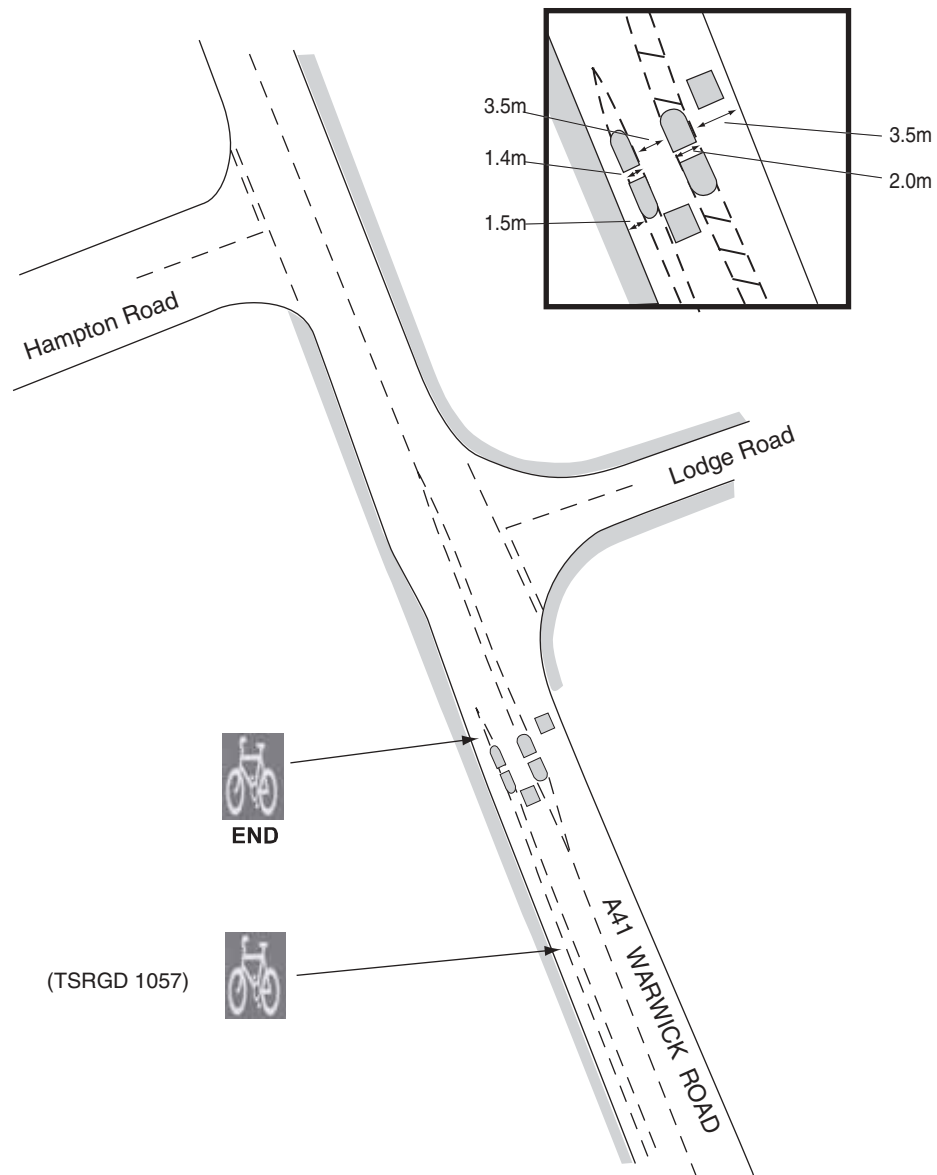 3.5m
1.4m
1.5m
3.5m
2.0m
Hampton Road
Lodge Road
END
(TSRGD 1057)
A41 WARWICK ROAD